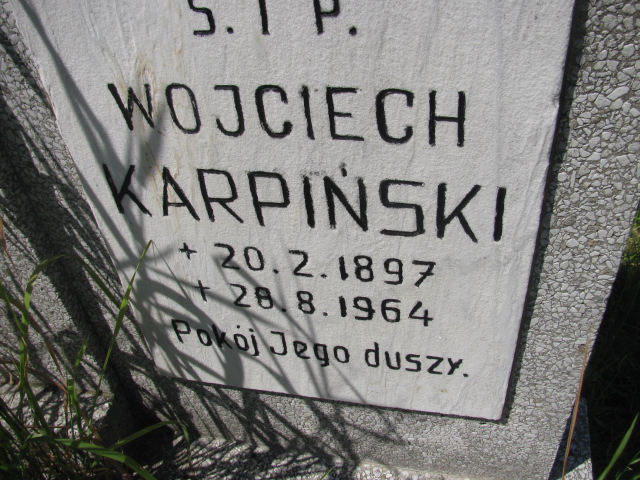 Ś. † P.
WOJCIECH
KARPIŃSKI
+ 20.2.1897
+ 28.8.1964
Pokój Jego duszy.